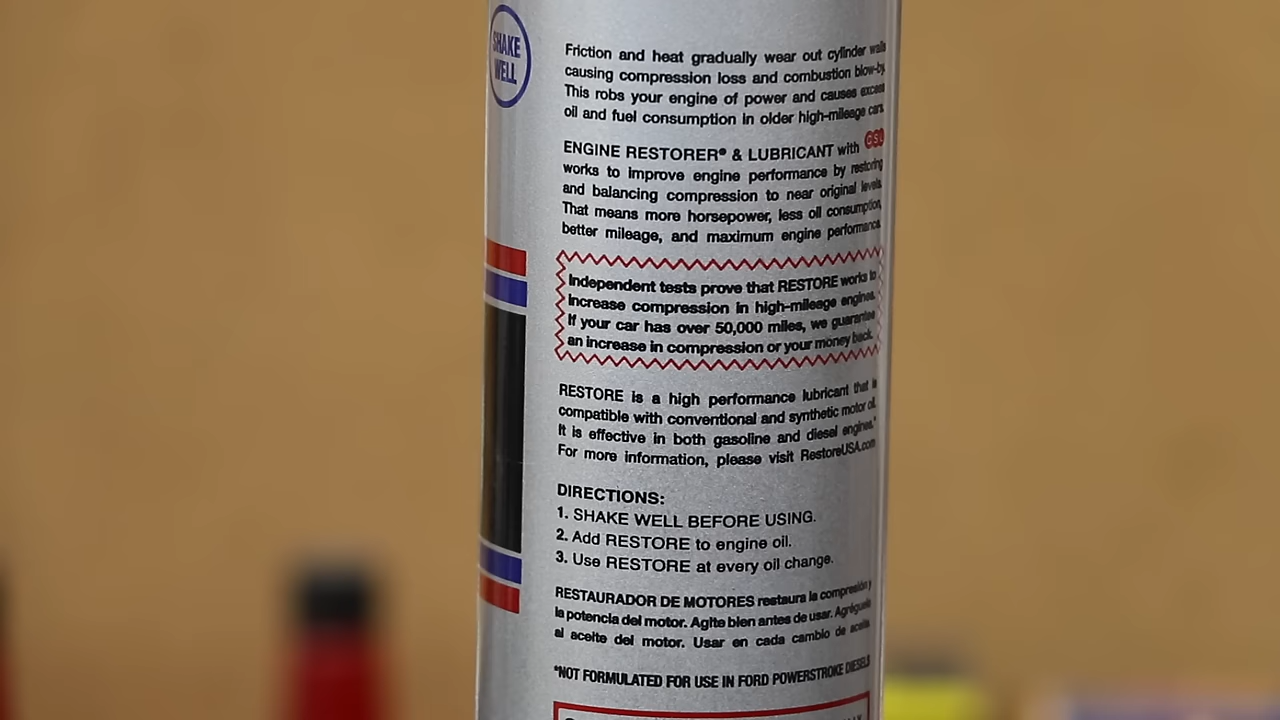 SHAKE
WELL
Friction and heat gradually wear out cylinder walls
causing compression loss and combustion blow-by.
This robs your engine of power and causes excess
oil and fuel consumption in older high-mileage cars.
ENGINE RESTORER® & LUBRICANT with CSL
works to improve engine performance by restoring
and balancing compression to near original levels.
That means more horsepower, less oil consumption,
better mileage, and maximum engine performance.
Independent tests prove that RESTORE works to
increase compression in high-mileage engines.
If your car has over 50,000 miles, we guarantee
an increase in compression or your money back.
RESTORE is a high performance lubricant that is
compatible with conventional and synthetic motor oil.
It is effective in both gasoline and diesel engines.*
For more information, please visit RestoreUSA.com
DIRECTIONS:
1. SHAKE WELL BEFORE USING.
2. Add RESTORE to engine oil.
3. Use RESTORE at every oil change.
RESTAURADOR DE MOTORES restaura la compresión y
la potencia del motor. Agite bien antes de usar. Agréguelo
al aceite del motor. Usar en cada cambio de aceite.
*NOT FORMULATED FOR USE IN FORD POWERSTROKE DIESELS